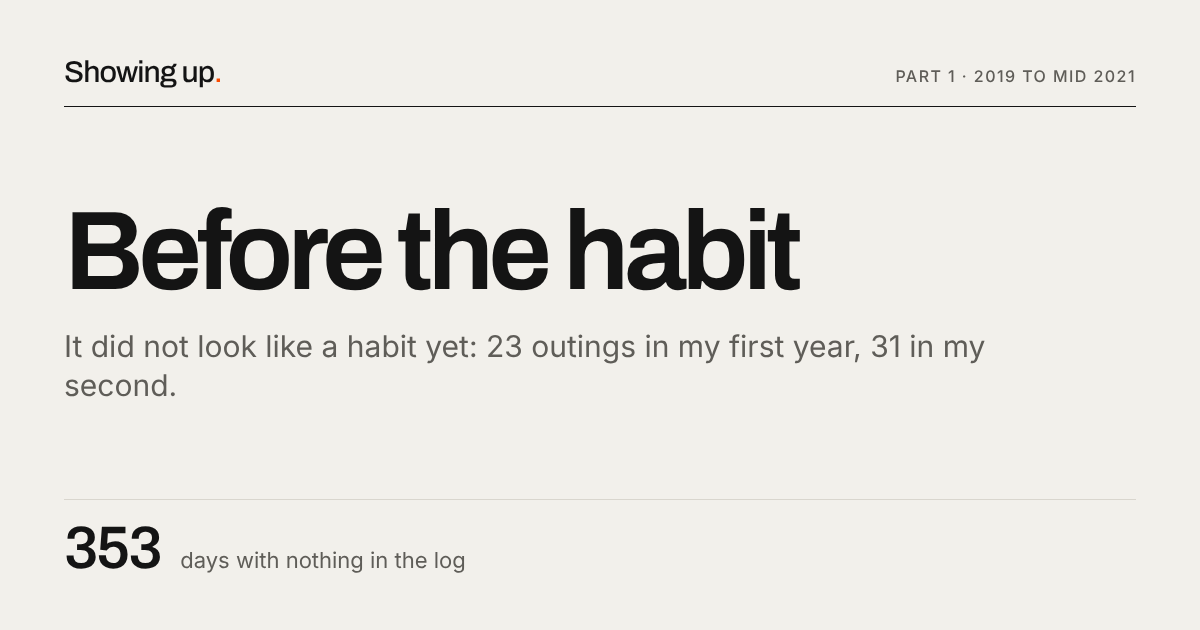 Showing up.
PART 1 · 2019 TO MID 2021
Before the habit
It did not look like a habit yet: 23 outings in my first year, 31 in my
second.
353 days with nothing in the log